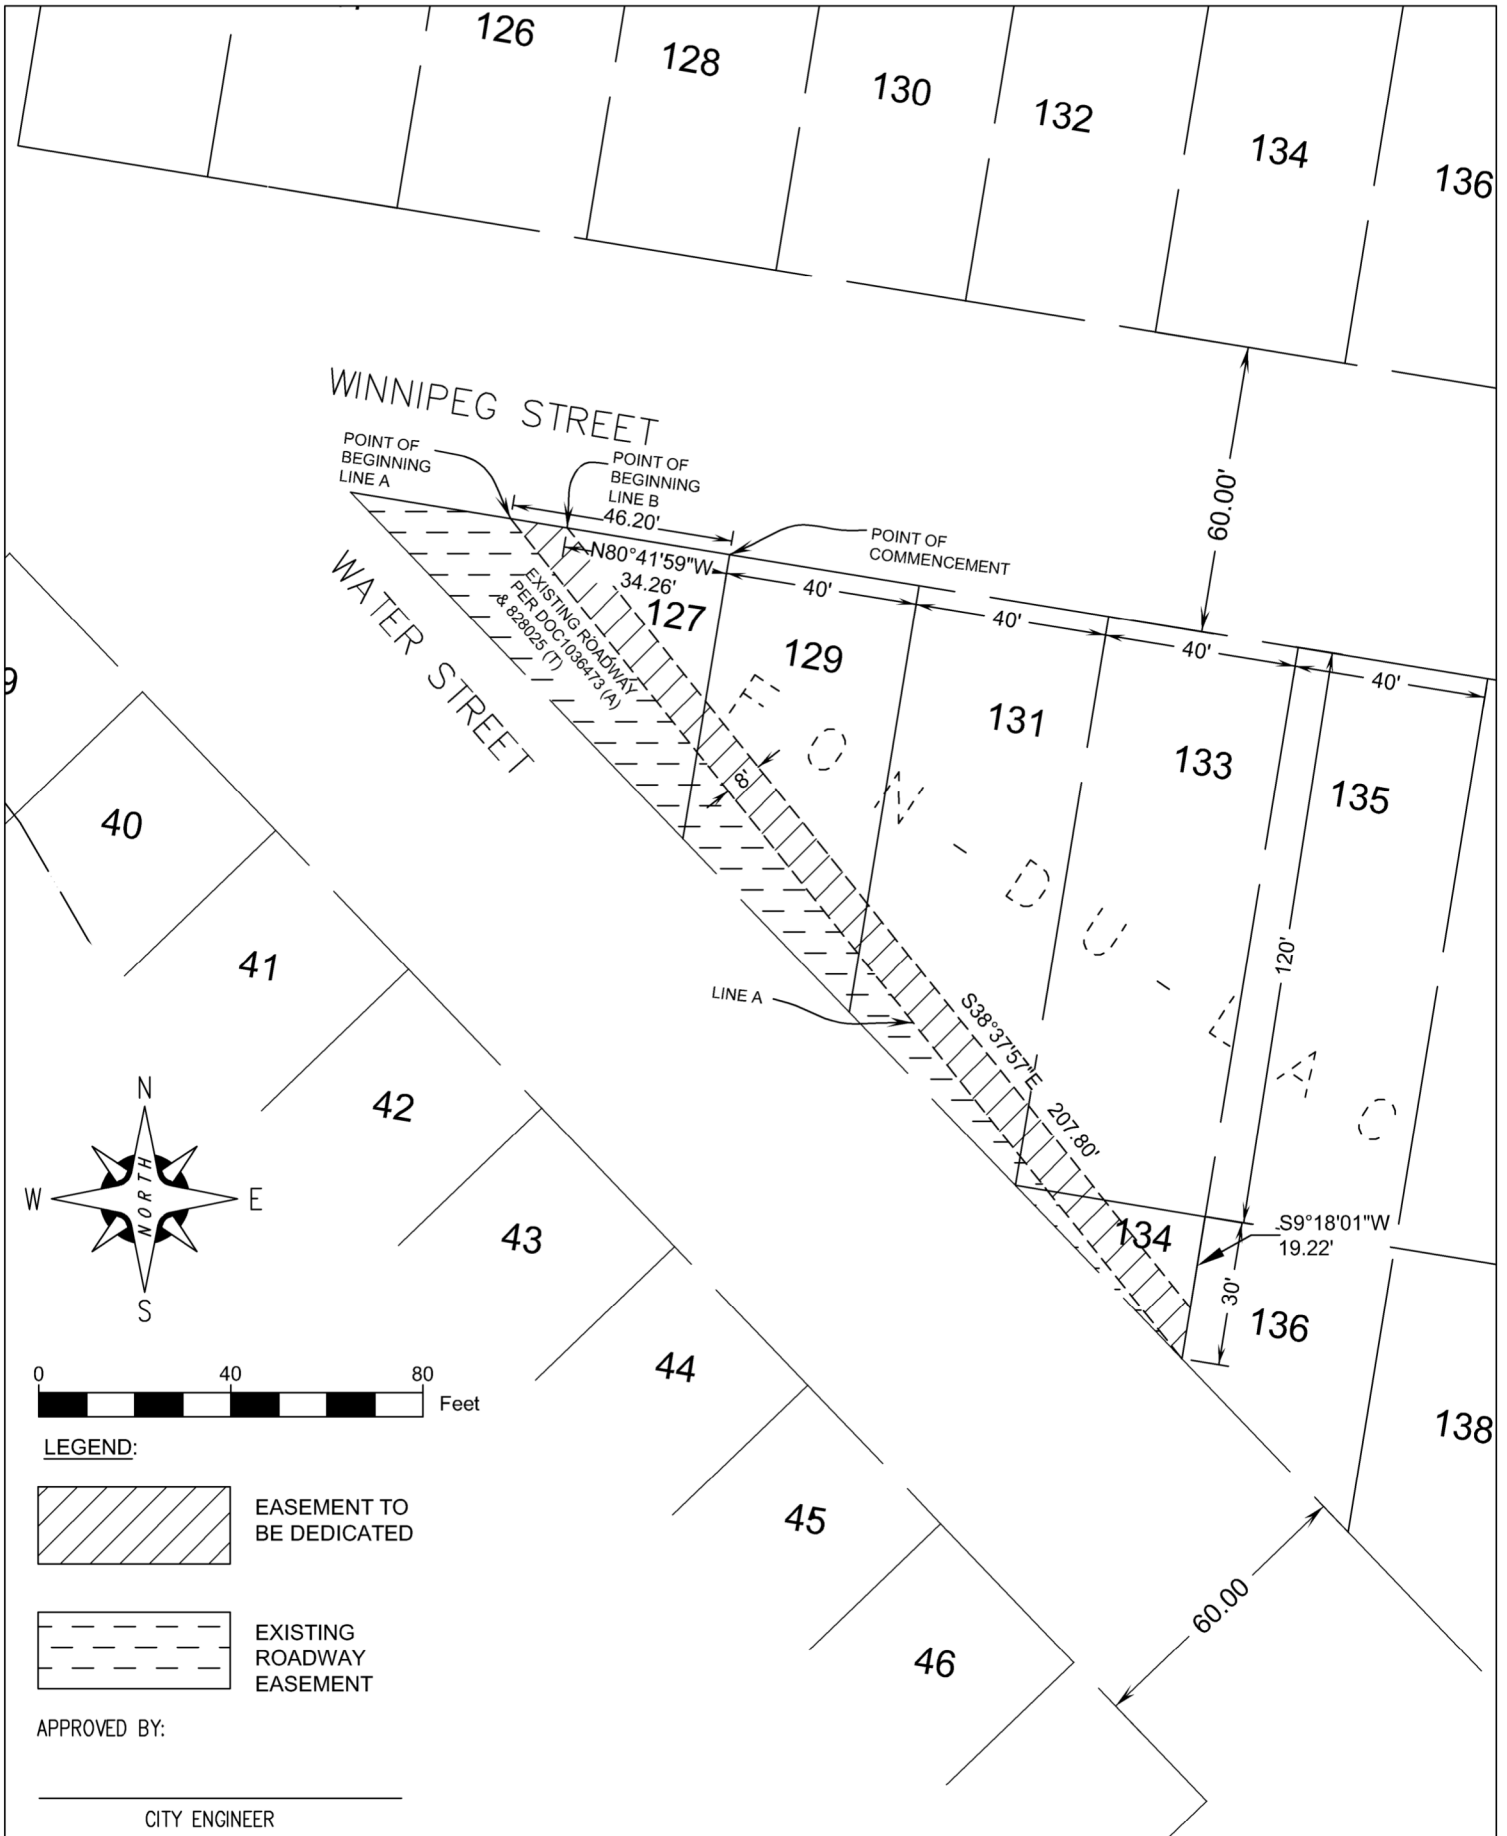 126
128
130
132
134
136
WINNIPEG STREET
POINT OF
BEGINNING
LINE A
POINT OF
BEGINNING
LINE B
46.20'
POINT OF
COMMENCEMENT
60.00'
N80°41'59"W
34.26'
40'
40'
40'
40'
WATER STREET
EXISTING ROADWAY
PER DOC1036473 (A)
& 828025 (T)
127
129
131
133
135
FON-DU-LAC
8'
9
40
41
42
43
44
45
46
LINE A
S38°37'57"E
207.80'
120'
134
S9°18'01"W
19.22'
30'
136
138
60.00
N
W
E
S
NORTH
0 40 80
Feet
LEGEND:
EASEMENT TO
BE DEDICATED
EXISTING
ROADWAY
EASEMENT
APPROVED BY:
CITY ENGINEER